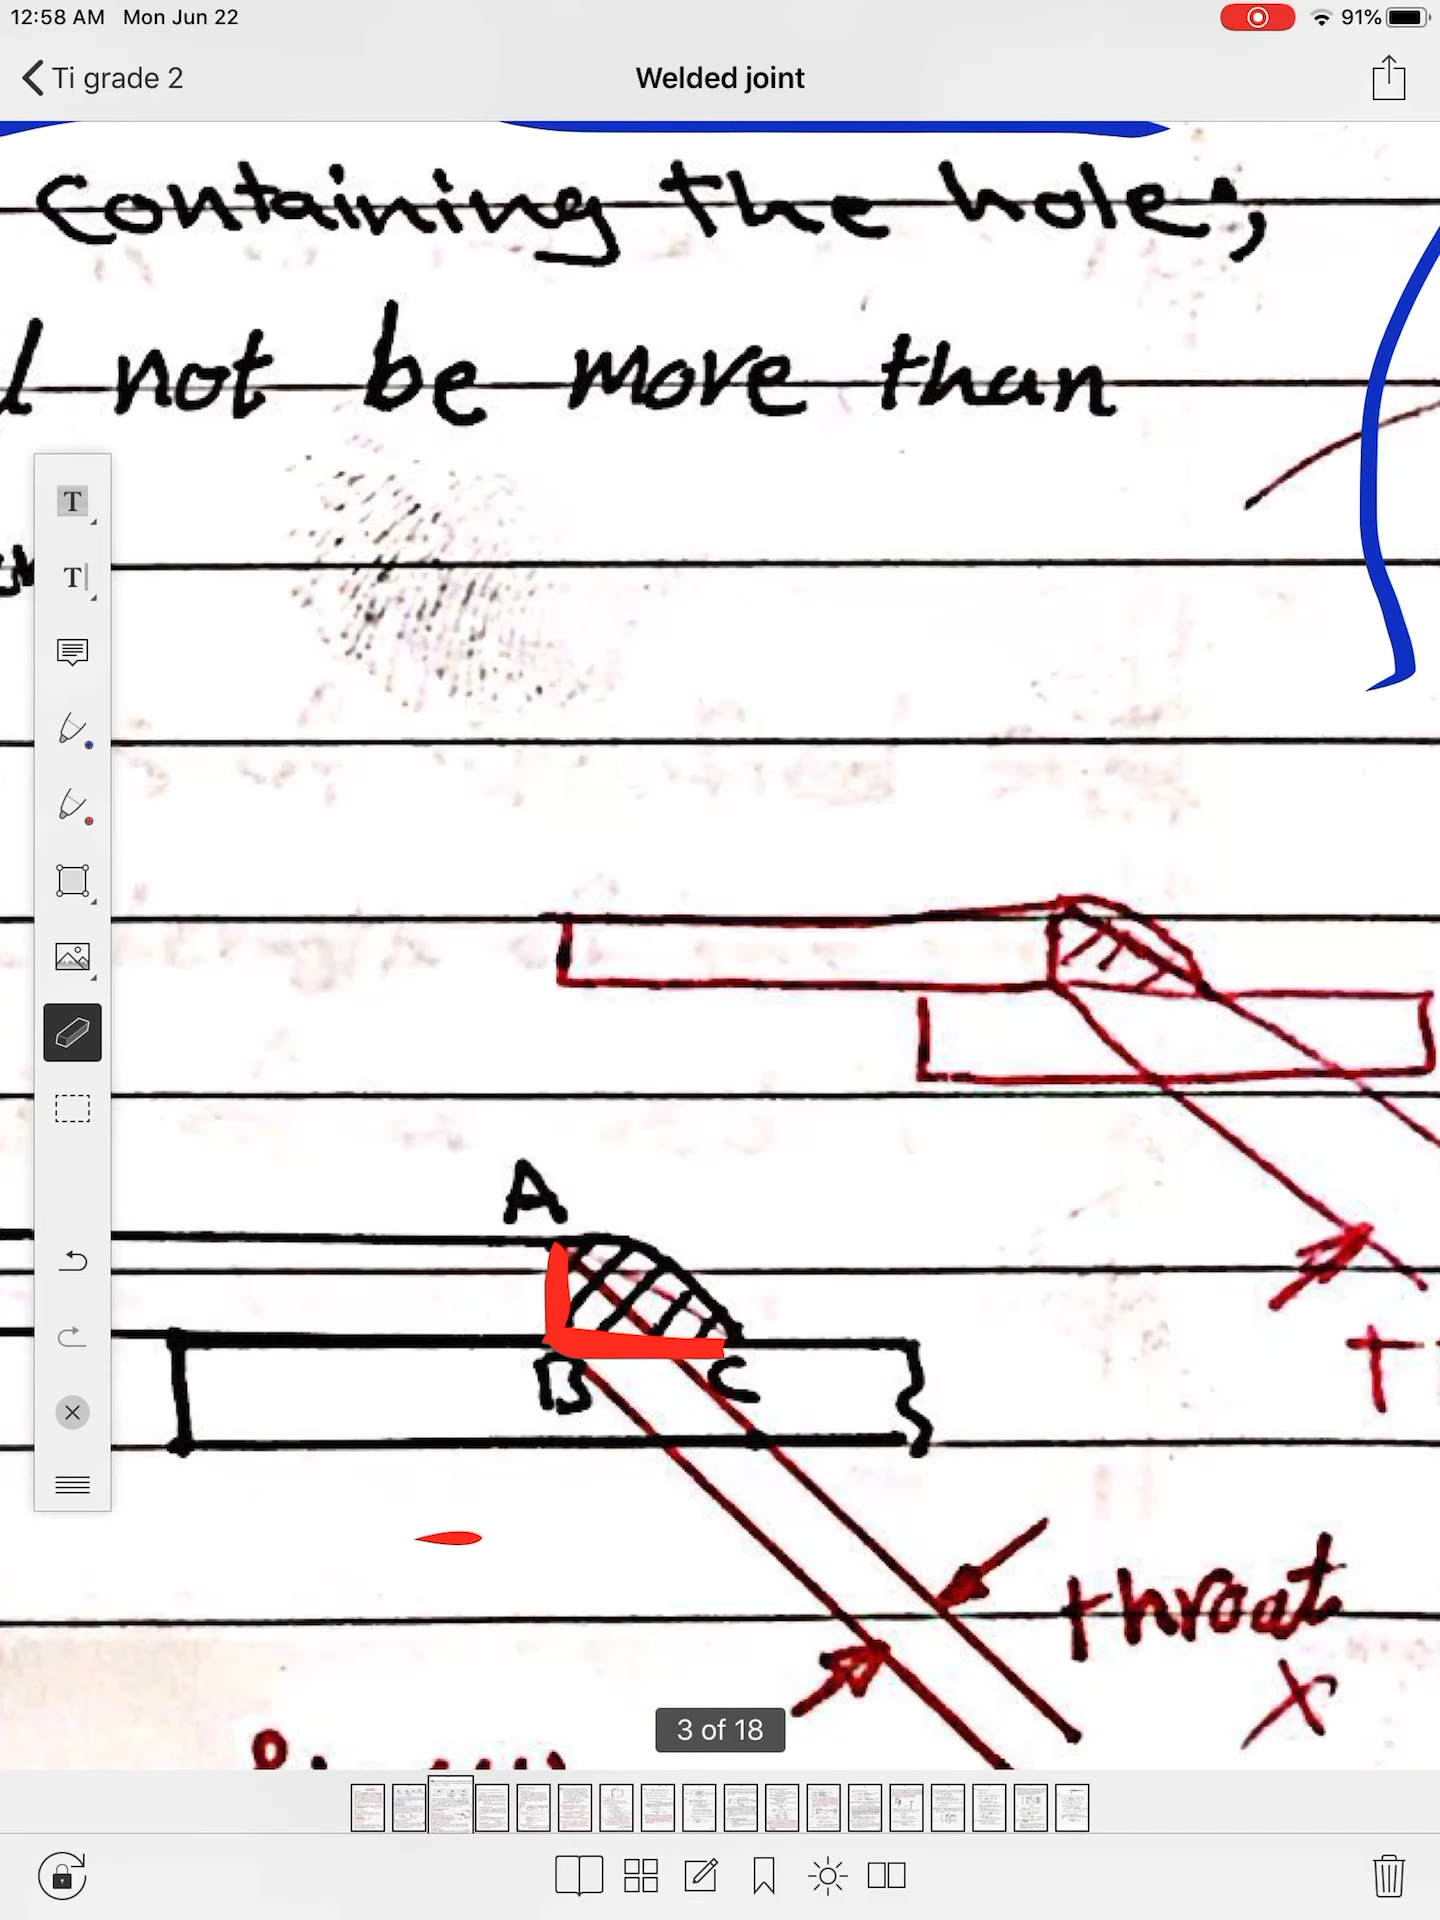 12:58 AM Mon Jun 22
91%
Ti grade 2
Welded joint
containing the hole;
not be more than
T
T
A
B
C
T
throat
X
3 of 18